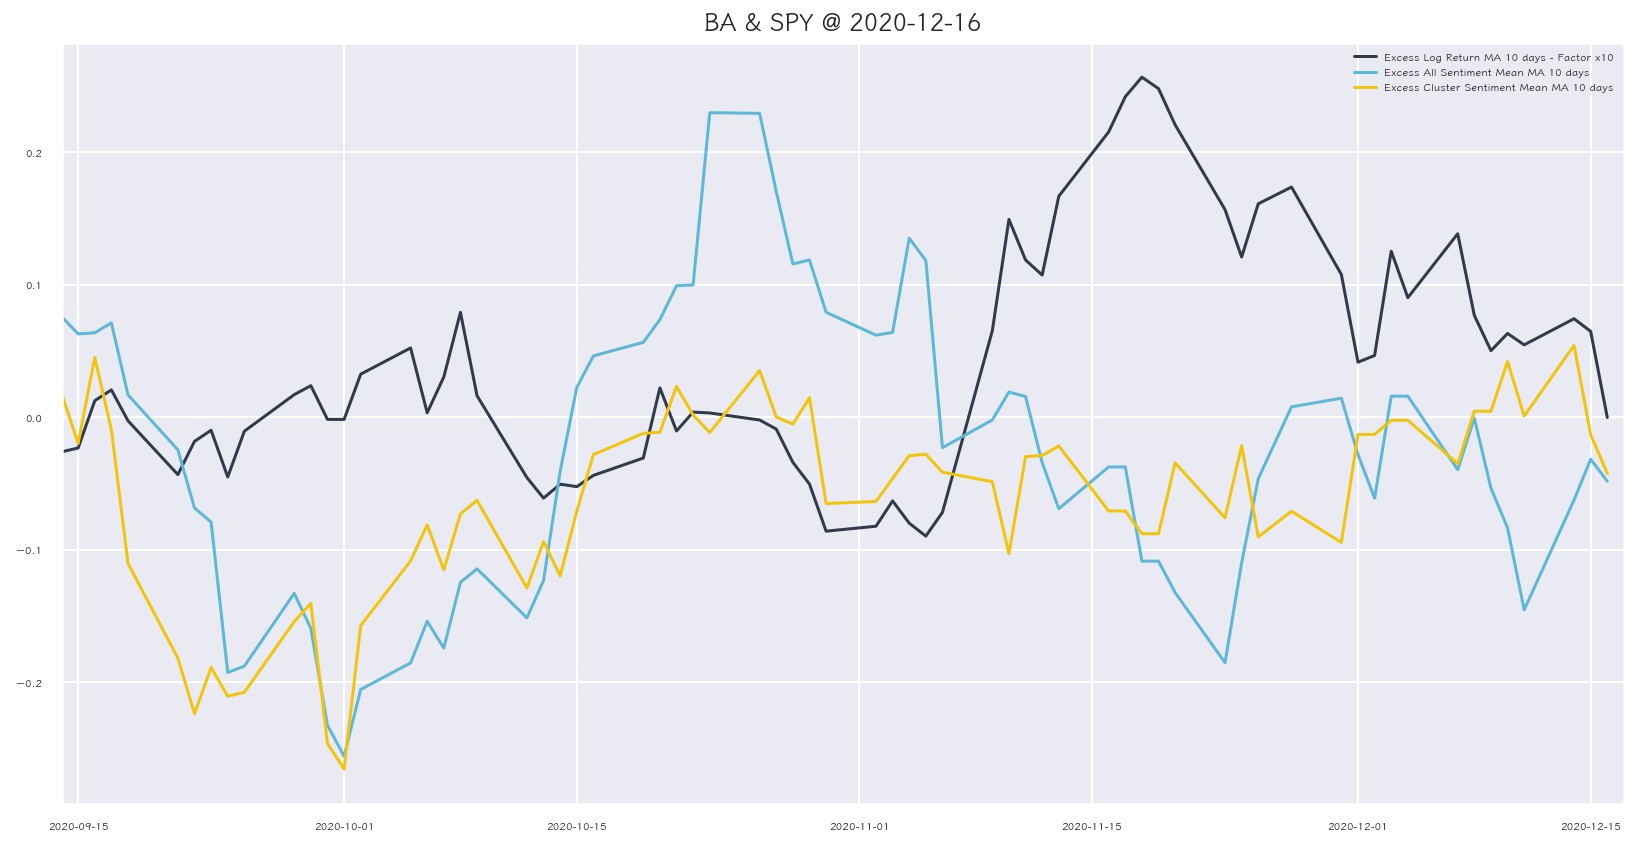 BA & SPY @ 2020-12-16
Excess Log Return MA 10 days - Factor x10
Excess All Sentiment Mean MA 10 days
Excess Cluster Sentiment Mean MA 10 days
0.2
0.1
0.0
−0.1
−0.2
2020-09-15 2020-10-01 2020-10-15 2020-11-01 2020-11-15 2020-12-01 2020-12-15